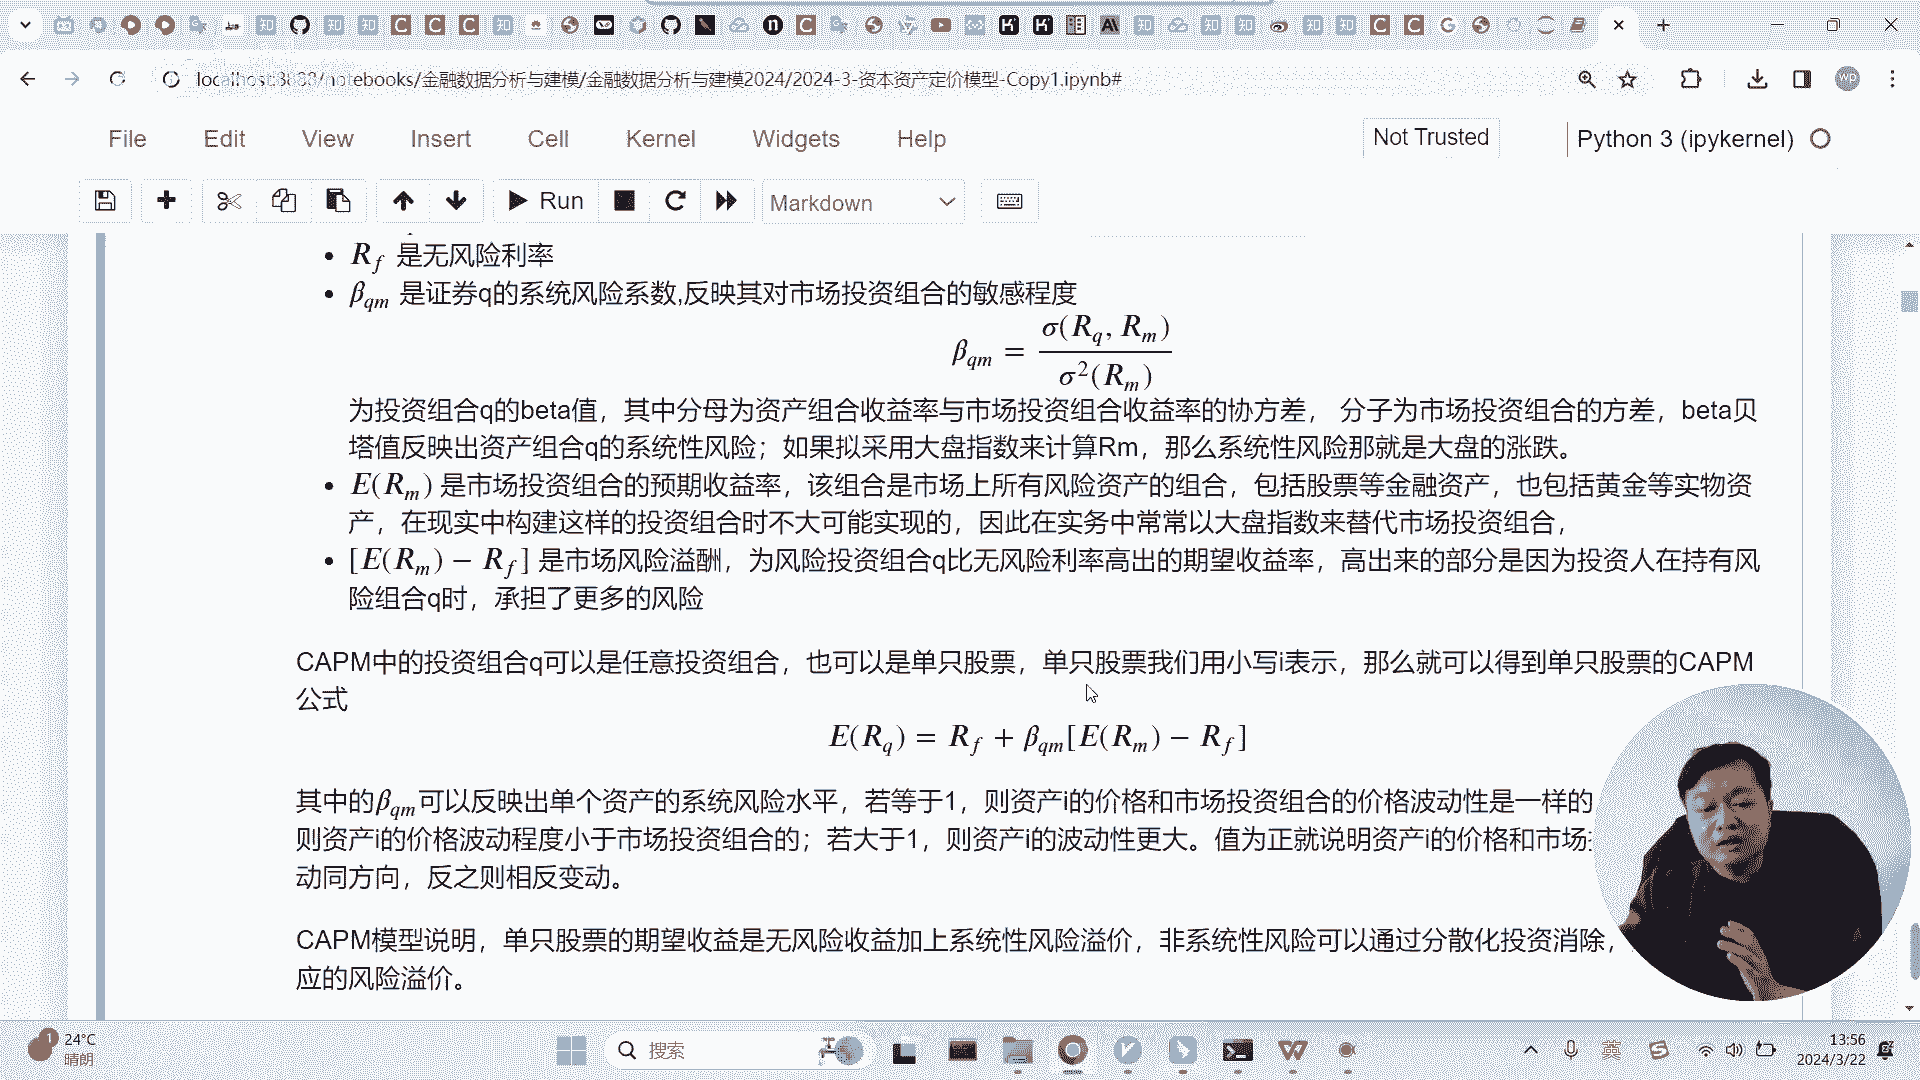 localhost:8888/notebooks/金融数据分析与建模/金融数据分析与建模2024/2024-3-资本资产定价模型-Copy1.ipynb#
wp
File Edit View Insert Cell Kernel Widgets Help
Not Trusted
Python 3 (ipykernel)
Run
Markdown
• R_f 是无风险利率
• β_qm 是证券q的系统风险系数,反映其对市场投资组合的敏感程度
β_qm = σ(R_q, R_m) / σ²(R_m)
为投资组合q的beta值，其中分母为资产组合收益率与市场投资组合收益率的协方差， 分子为市场投资组合的方差，beta贝
塔值反映出资产组合q的系统性风险；如果拟采用大盘指数来计算Rm，那么系统性风险那就是大盘的涨跌。
• E(R_m) 是市场投资组合的预期收益率，该组合是市场上所有风险资产的组合，包括股票等金融资产，也包括黄金等实物资
产，在现实中构建这样的投资组合时不大可能实现的，因此在实务中常常以大盘指数来替代市场投资组合，
• [E(R_m) − R_f] 是市场风险溢酬，为风险投资组合q比无风险利率高出的期望收益率，高出来的部分是因为投资人在持有风
险组合q时，承担了更多的风险
CAPM中的投资组合q可以是任意投资组合，也可以是单只股票，单只股票我们用小写i表示，那么就可以得到单只股票的CAPM
公式
E(R_q) = R_f + β_qm[E(R_m) − R_f]
其中的β_qm可以反映出单个资产的系统风险水平，若等于1，则资产i的价格和市场投资组合的价格波动性是一样的
则资产i的价格波动程度小于市场投资组合的；若大于1，则资产i的波动性更大。值为正就说明资产i的价格和市场
动同方向，反之则相反变动。
CAPM模型说明，单只股票的期望收益是无风险收益加上系统性风险溢价，非系统性风险可以通过分散化投资消除，
应的风险溢价。
1
24°C
晴朗
搜索
英
13:56
2024/3/22